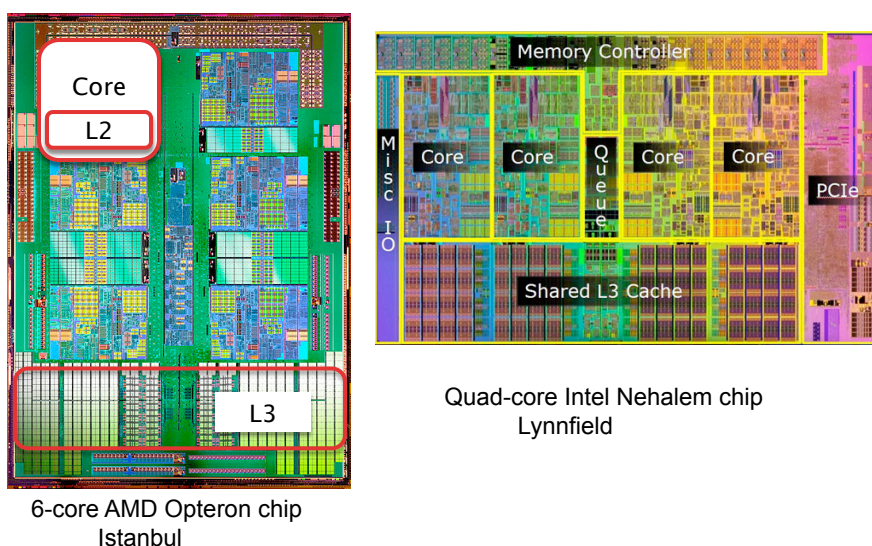 Core
L2
L3
6-core AMD Opteron chip
Istanbul
Memory Controller
Misc IO
Core
Core
Queue
Core
Core
PCIe
Shared L3 Cache
Quad-core Intel Nehalem chip
Lynnfield